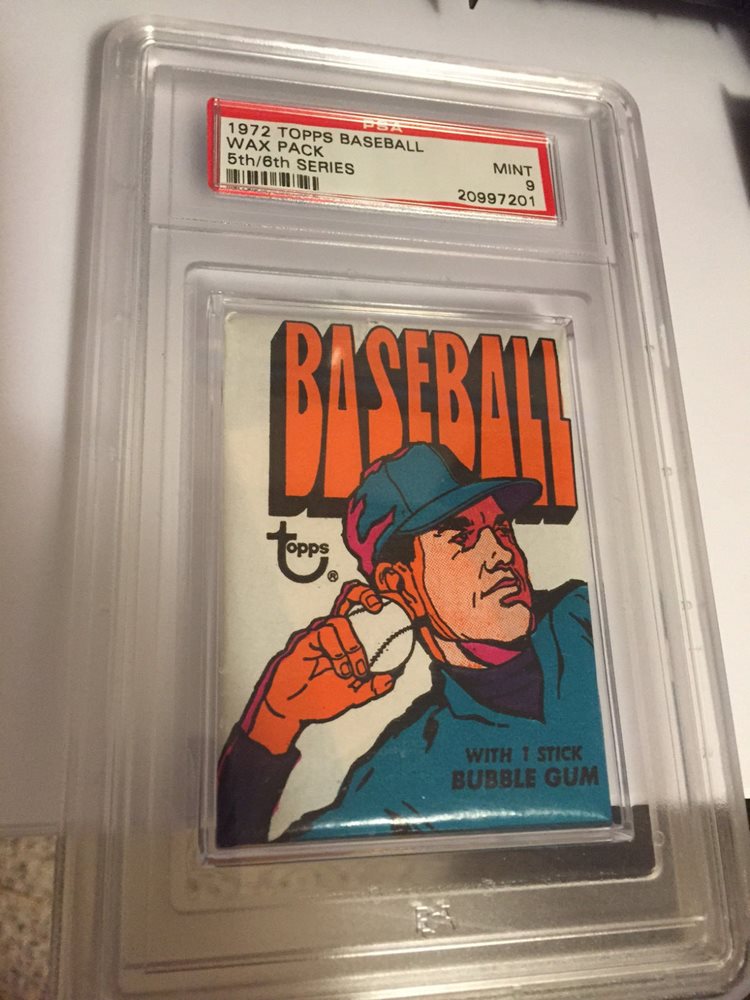 PSA
1972 TOPPS BASEBALL
WAX PACK
5th/6th SERIES
MINT
9
20997201
BASEBALL
topps
®
WITH 1 STICK
BUBBLE GUM